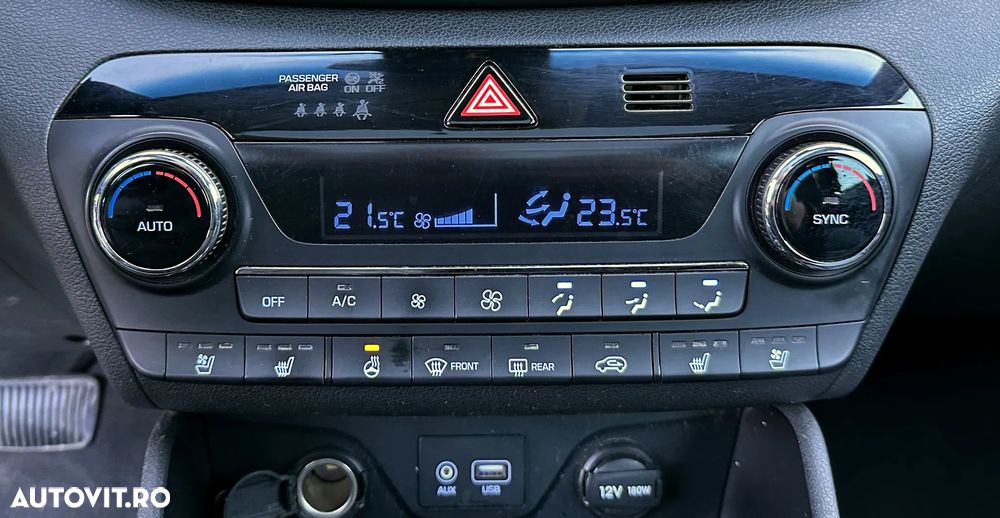 PASSENGER
AIR BAG ON OFF
AUTO
21.5°C
23.5°C
SYNC
OFF
A/C
FRONT
REAR
AUX
USB
12V 180W
AUTOVIT.RO